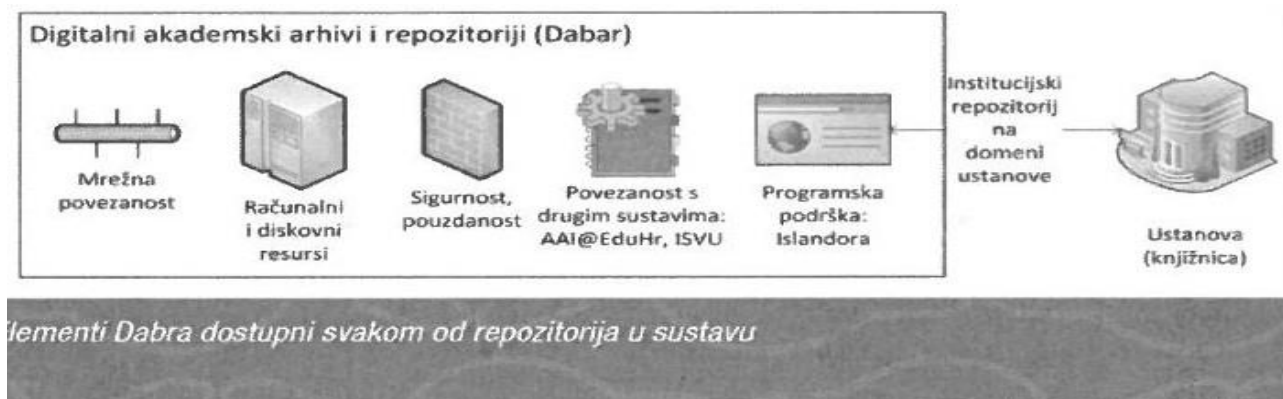 Digitalni akademski arhivi i repozitoriji (Dabar)
Mrežna
povezanost
Računalni
i diskovni
resursi
Sigurnost,
pouzdanost
Povezanost s
drugim sustavima:
AAI@EduHr, ISVU
Programska
podrška:
Islandora
Institucijski
repozitorij
na
domeni
ustanove
Ustanova
(knjižnica)
lementi Dabra dostupni svakom od repozitorija u sustavu